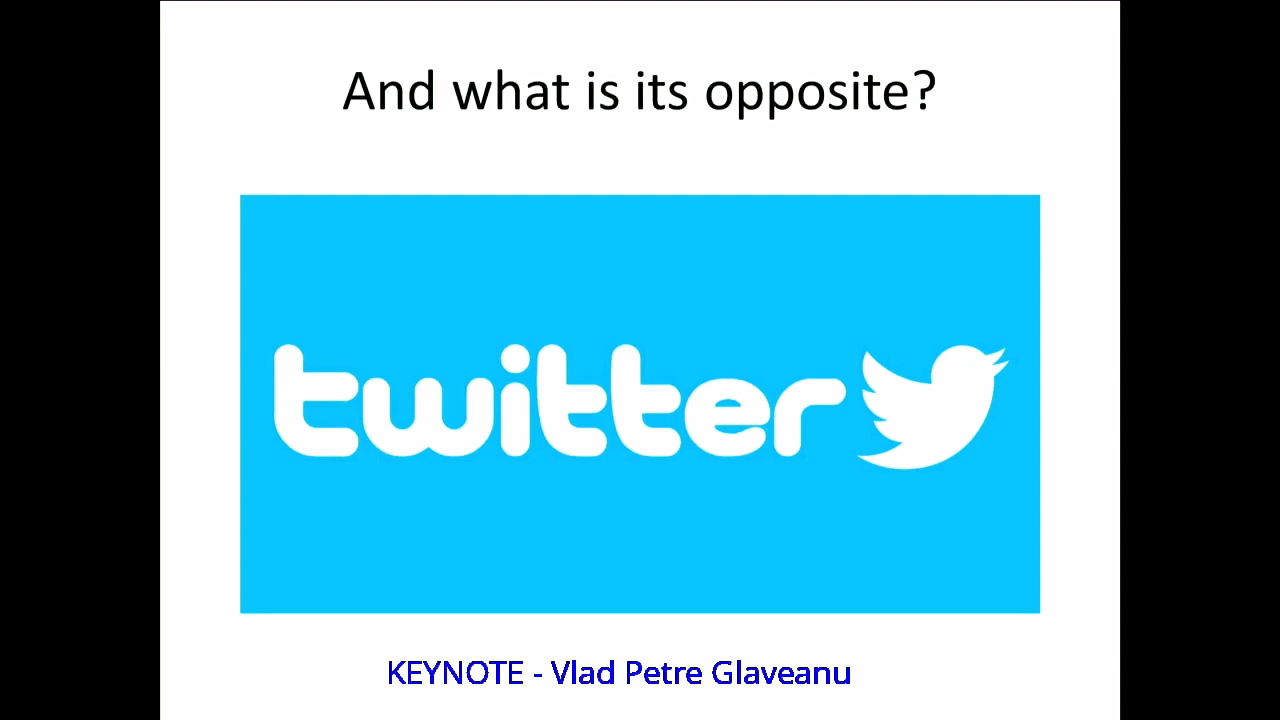 And what is its opposite?
twitter
KEYNOTE - Vlad Petre Glaveanu